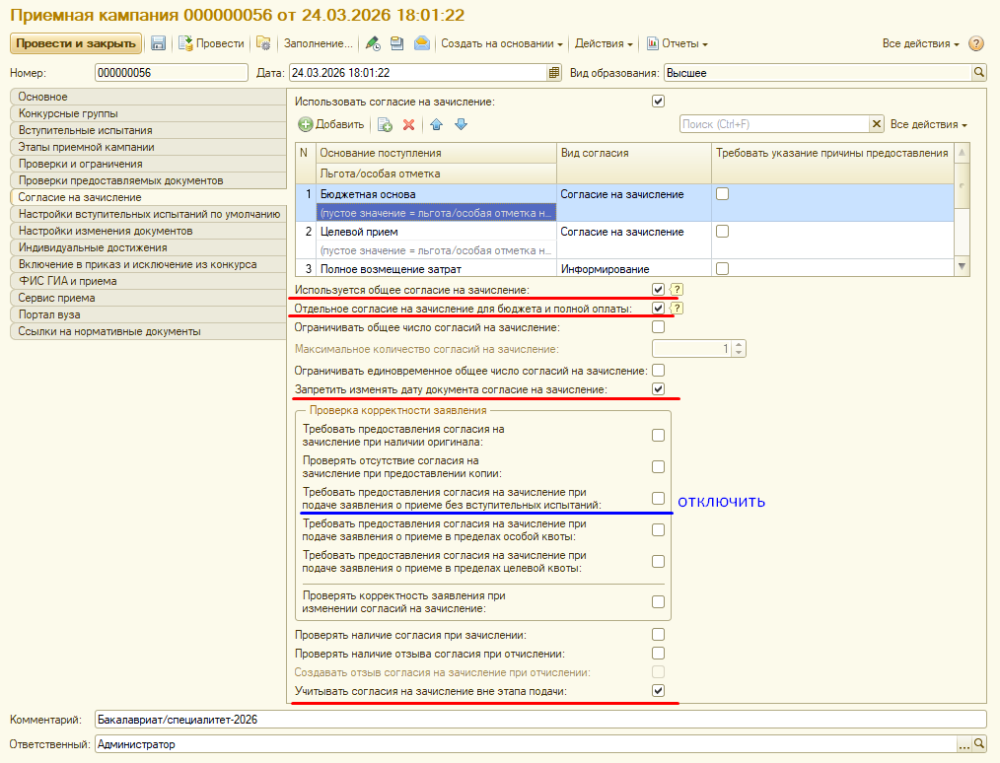 Приемная кампания 000000056 от 24.03.2026 18:01:22
Провести и закрыть Провести Заполнение... Создать на основании Действия Отчеты Все действия ?
Номер: 000000056 Дата: 24.03.2026 18:01:22 Вид образования: Высшее
Основное
Конкурсные группы
Вступительные испытания
Этапы приемной кампании
Проверки и ограничения
Проверки предоставляемых документов
Согласие на зачисление
Настройки вступительных испытаний по умолчанию
Настройки изменения документов
Индивидуальные достижения
Включение в приказ и исключение из конкурса
ФИС ГИА и приема
Сервис приема
Портал вуза
Ссылки на нормативные документы
Использовать согласие на зачисление:
Добавить Поиск (Ctrl+F) Все действия
N Основание поступления Вид согласия Требовать указание причины предоставления
Льгота/особая отметка
1 Бюджетная основа Согласие на зачисление
(пустое значение = льгота/особая отметка н...
2 Целевой прием Согласие на зачисление
(пустое значение = льгота/особая отметка н...
3 Полное возмещение затрат Информирование
Используется общее согласие на зачисление: ?
Отдельное согласие на зачисление для бюджета и полной оплаты: ?
Ограничивать общее число согласий на зачисление:
Максимальное количество согласий на зачисление: 1
Ограничивать единовременное общее число согласий на зачисление:
Запретить изменять дату документа согласие на зачисление:
Проверка корректности заявления
Требовать предоставления согласия на
зачисление при наличии оригинала:
Проверять отсутствие согласия на
зачисление при предоставлении копии:
Требовать предоставления согласия на зачисление при
подаче заявления о приеме без вступительных испытаний:
ОТКЛЮЧИТЬ
Требовать предоставления согласия на зачисление при
подаче заявления о приеме в пределах особой квоты:
Требовать предоставления согласия на зачисление при
подаче заявления о приеме в пределах целевой квоты:
Проверять корректность заявления при
изменении согласий на зачисление:
Проверять наличие согласия при зачислении:
Проверять наличие отзыва согласия при отчислении:
Создавать отзыв согласия на зачисление при отчислении:
Учитывать согласия на зачисление вне этапа подачи:
Комментарий: Бакалавриат/специалитет-2026
Ответственный: Администратор ...